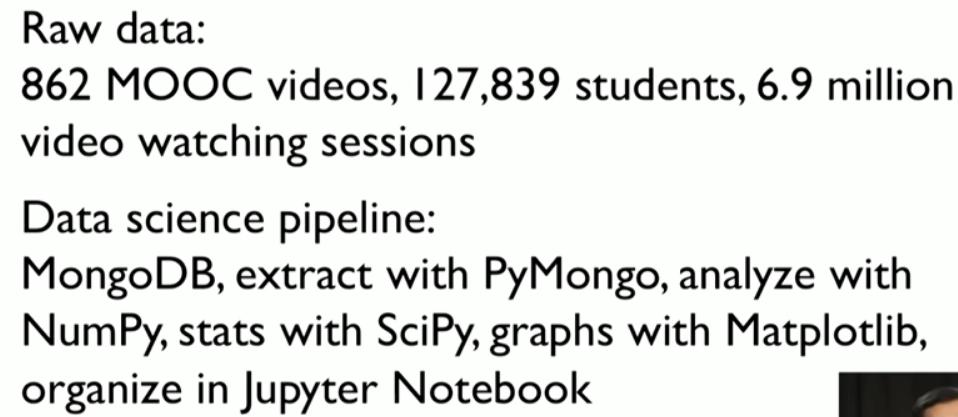 Raw data:
862 MOOC videos, 127,839 students, 6.9 million
video watching sessions
Data science pipeline:
MongoDB, extract with PyMongo, analyze with
NumPy, stats with SciPy, graphs with Matplotlib,
organize in Jupyter Notebook